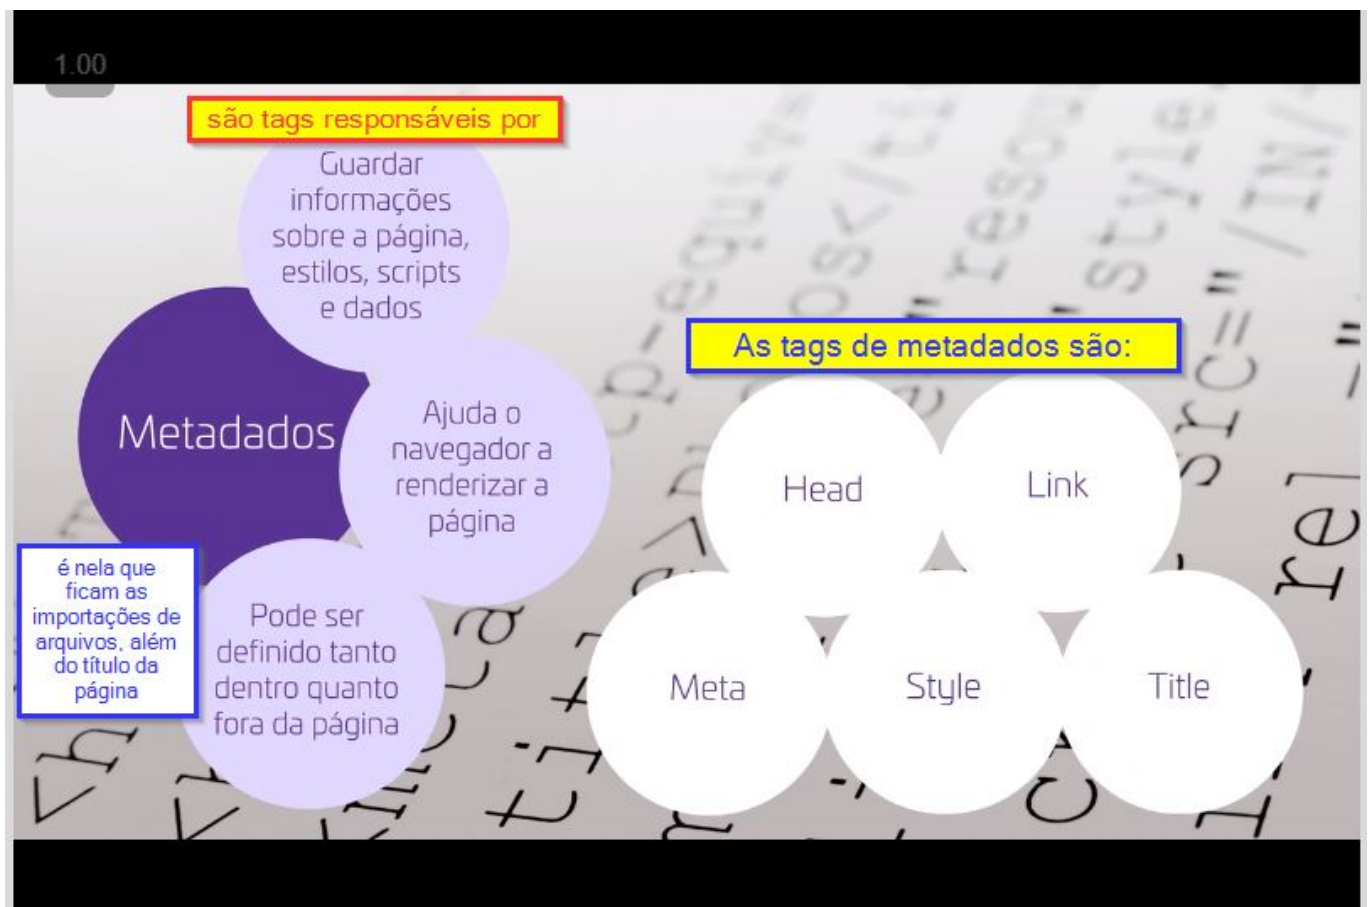 1.00
são tags responsáveis por
Guardar
informações
sobre a página,
estilos, scripts
e dados
Metadados
Ajuda o
navegador a
renderizar a
página
é nela que
ficam as
importações de
arquivos, além
do título da
página
Pode ser
definido tanto
dentro quanto
fora da página
As tags de metadados são:
Head
Link
Meta
Style
Title